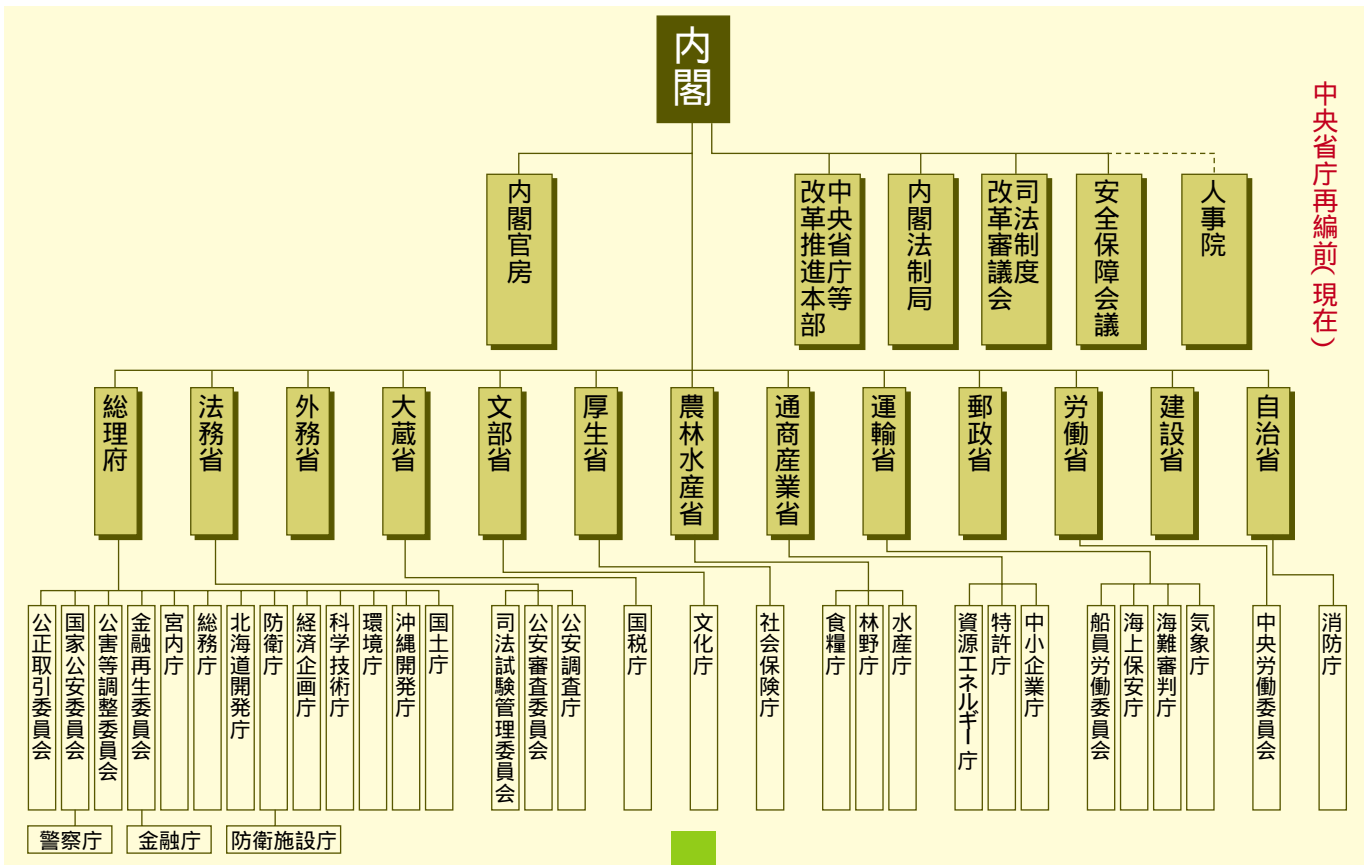 内閣
中央省庁再編前(現在)
内閣官房
中央省庁等
改革推進本部
内閣法制局
司法制度
改革審議会
安全保障会議
人事院
総理府
法務省
外務省
大蔵省
文部省
厚生省
農林水産省
通商産業省
運輸省
郵政省
労働省
建設省
自治省
公正取引委員会
国家公安委員会
公害等調整委員会
金融再生委員会
宮内庁
総務庁
北海道開発庁
防衛庁
経済企画庁
科学技術庁
環境庁
沖縄開発庁
国土庁
司法試験管理委員会
公安審査委員会
公安調査庁
国税庁
文化庁
社会保険庁
食糧庁
林野庁
水産庁
資源エネルギー庁
特許庁
中小企業庁
船員労働委員会
海上保安庁
海難審判庁
気象庁
中央労働委員会
消防庁
警察庁
金融庁
防衛施設庁